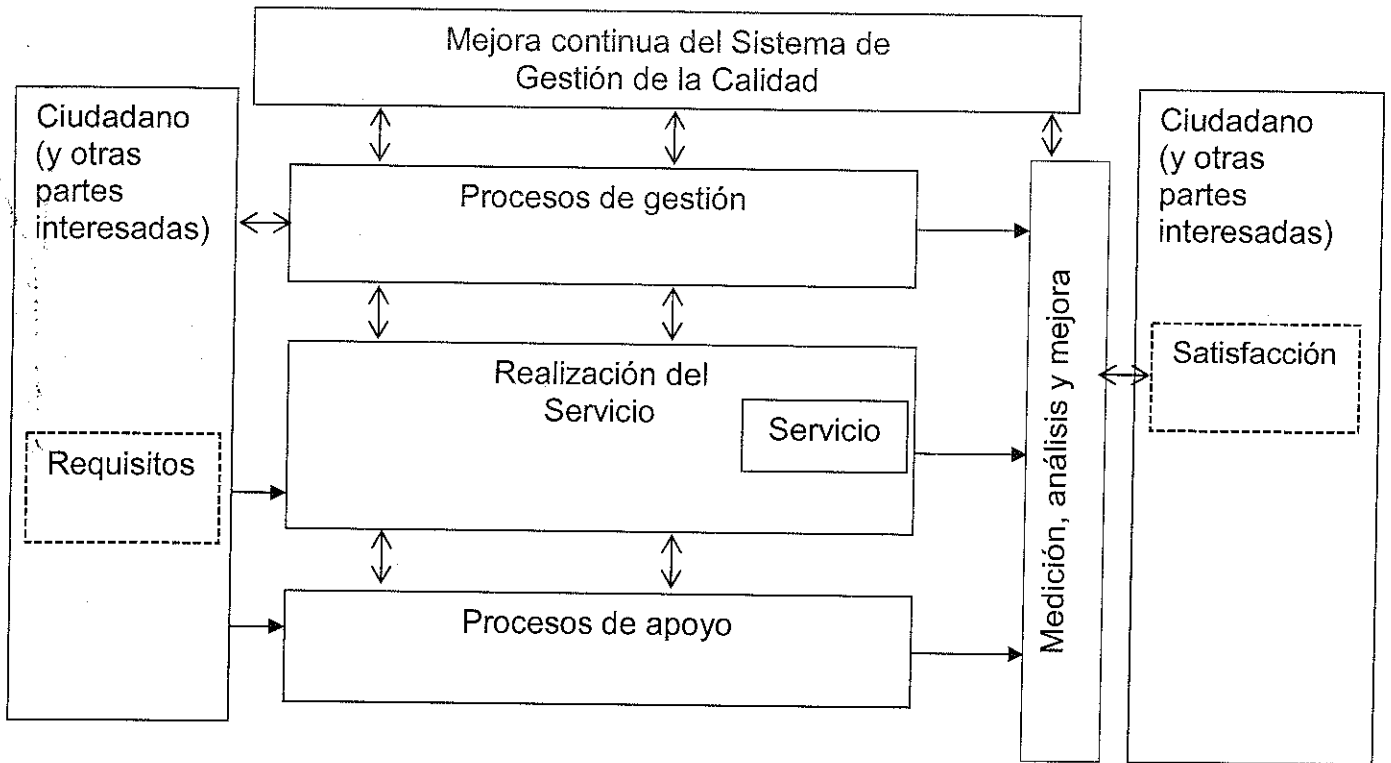 Mejora continua del Sistema de
Gestión de la Calidad
Ciudadano
(y otras
partes
interesadas)
Requisitos
Procesos de gestión
Realización del
Servicio
Servicio
Procesos de apoyo
Medición, análisis y mejora
Ciudadano
(y otras
partes
interesadas)
Satisfacción